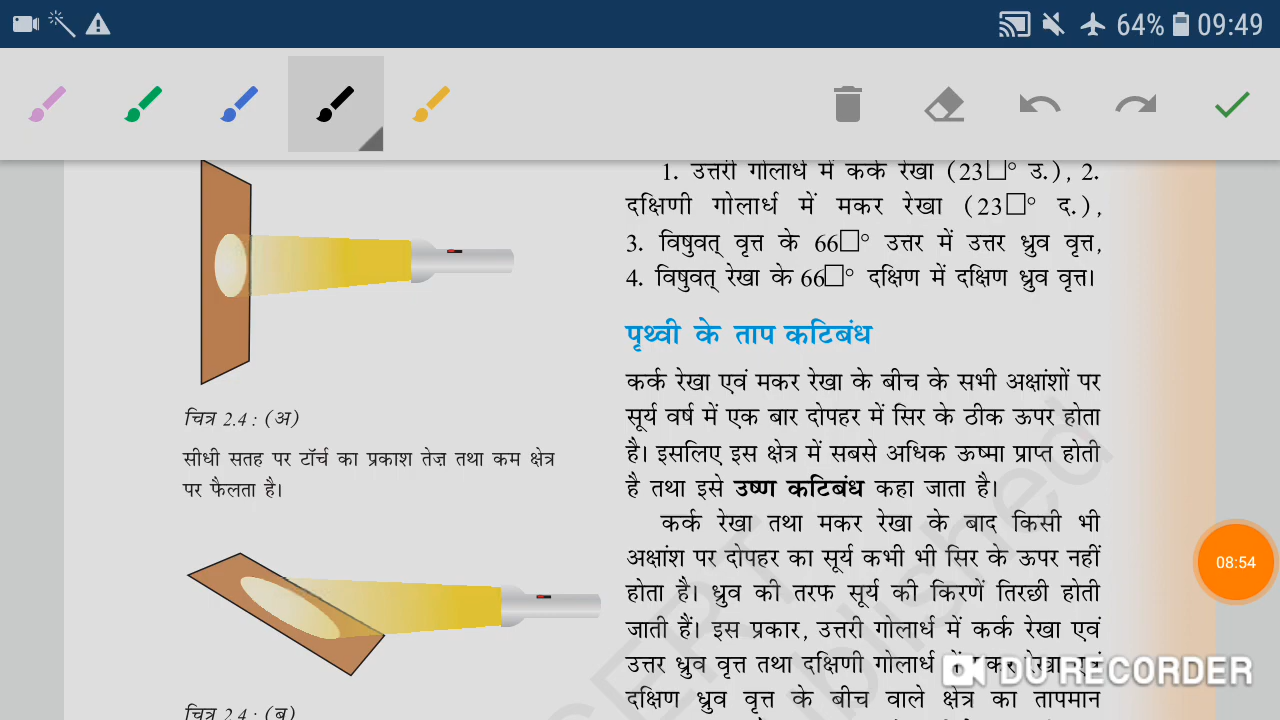 64% 09:49
1. उत्तरी गोलार्ध में कर्क रेखा (23□° उ.), 2.
दक्षिणी गोलार्ध में मकर रेखा (23□° द.),
3. विषुवत् वृत्त के 66□° उत्तर में उत्तर ध्रुव वृत्त,
4. विषुवत् रेखा के 66□° दक्षिण में दक्षिण ध्रुव वृत्त।
पृथ्वी के ताप कटिबंध
कर्क रेखा एवं मकर रेखा के बीच के सभी अक्षांशों पर
सूर्य वर्ष में एक बार दोपहर में सिर के ठीक ऊपर होता
है। इसलिए इस क्षेत्र में सबसे अधिक ऊष्मा प्राप्त होती
है तथा इसे उष्ण कटिबंध कहा जाता है।
कर्क रेखा तथा मकर रेखा के बाद किसी भी
अक्षांश पर दोपहर का सूर्य कभी भी सिर के ऊपर नहीं
होता है। ध्रुव की तरफ सूर्य की किरणें तिरछी होती
जाती हैं। इस प्रकार, उत्तरी गोलार्ध में कर्क रेखा एवं
उत्तर ध्रुव वृत्त तथा दक्षिणी गोलार्ध में मकर रेखा एवं
दक्षिण ध्रुव वृत्त के बीच वाले क्षेत्र का तापमान
चित्र 2.4 : (अ)
सीधी सतह पर टॉर्च का प्रकाश तेज़ तथा कम क्षेत्र
पर फैलता है।
चित्र 2.4 : (ब)
08:54
DU RECORDER